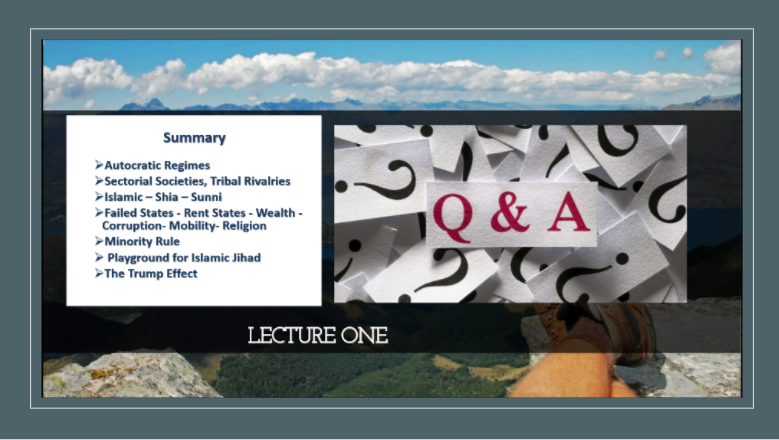 Summary
➢Autocratic Regimes
➢Sectorial Societies, Tribal Rivalries
➢Islamic – Shia – Sunni
➢Failed States - Rent States - Wealth -
Corruption- Mobility- Religion
➢Minority Rule
➢ Playground for Islamic Jihad
➢The Trump Effect
Q & A
LECTURE ONE